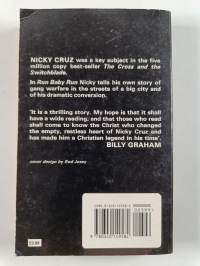 NICKY CRUZ was a key subject in the five
million copy best-seller The Cross and the
Switchblade.
In Run Baby Run Nicky tells his own story of
gang warfare in the streets of a big city and
of his dramatic conversion.
'It is a thrilling story. My hope is that it shall
have a wide reading, and that those who
read shall come to know the Christ who changed
the empty, restless heart of Nicky Cruz and
has made him a Christian legend in his time'.
BILLY GRAHAM
cover design by Rod Jones